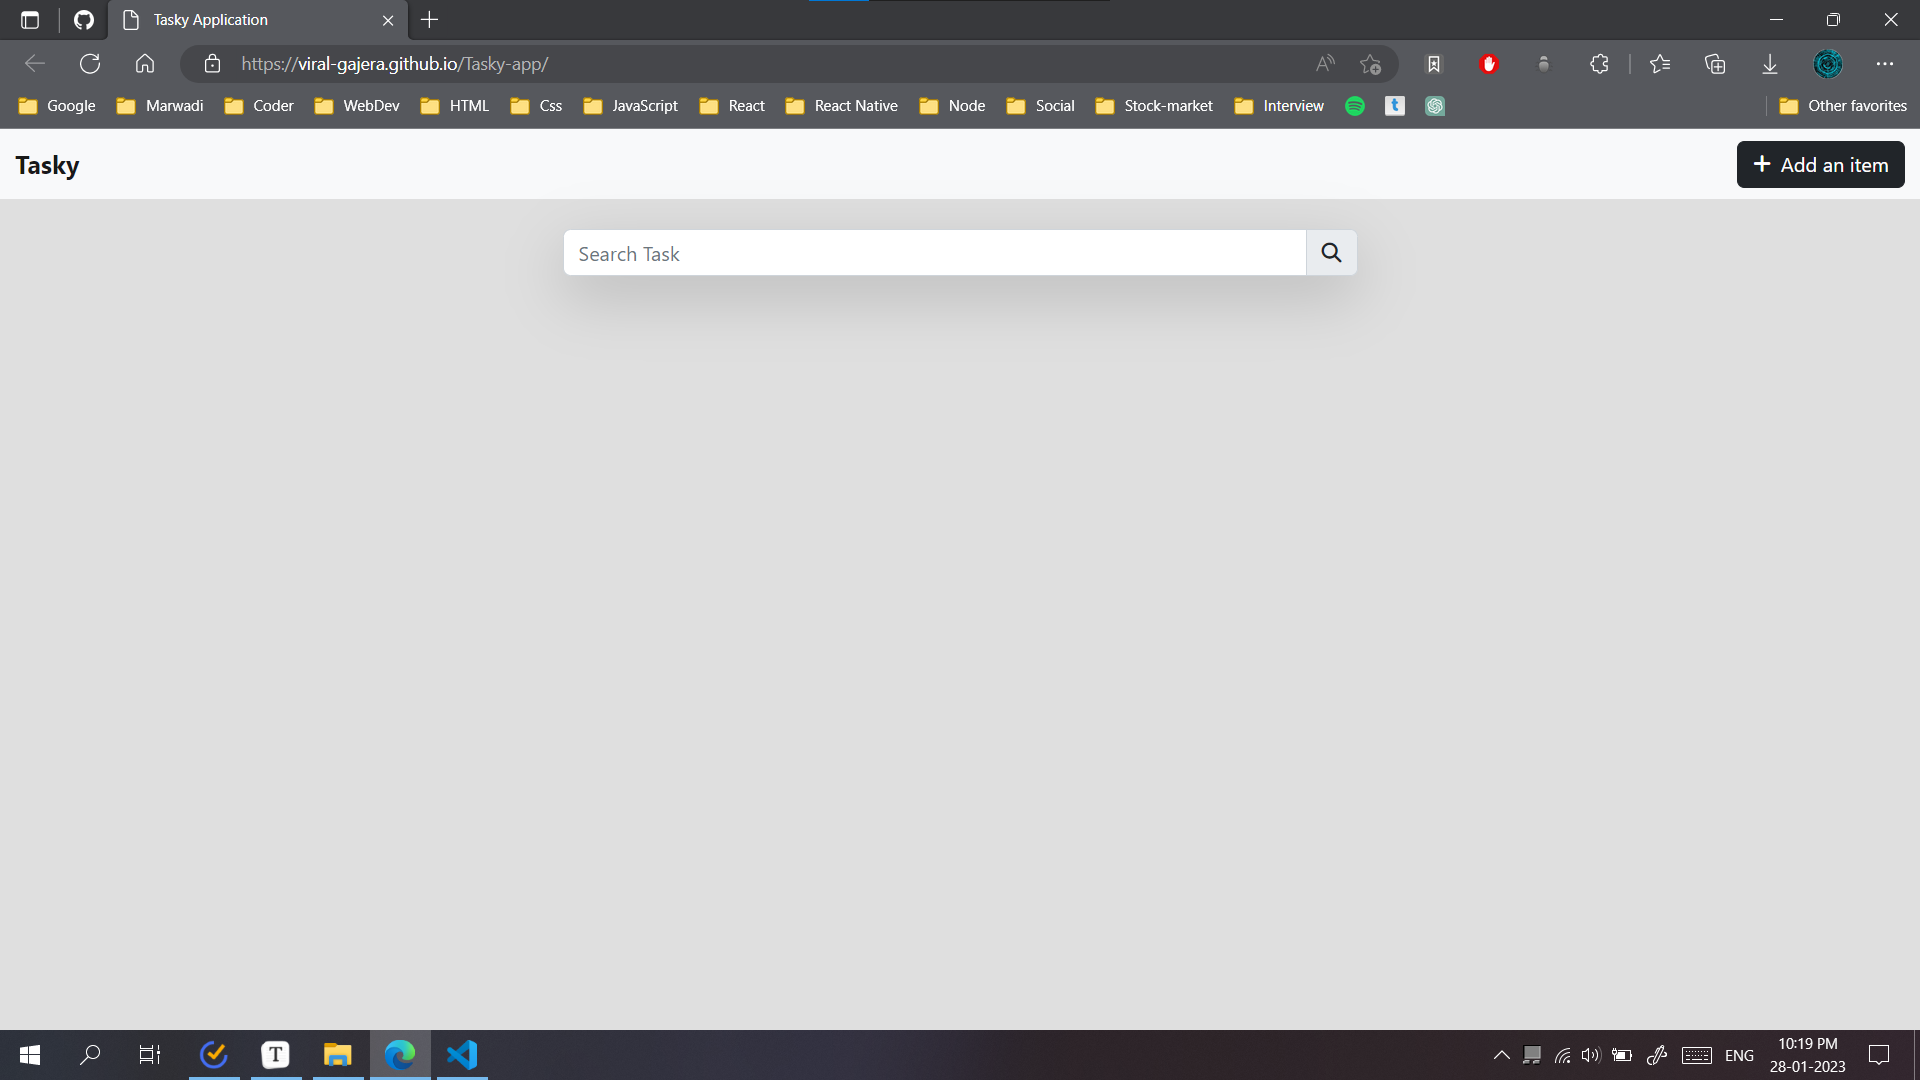 Tasky Application
https://viral-gajera.github.io/Tasky-app/
Google Marwadi Coder WebDev HTML Css JavaScript React React Native Node Social Stock-market Interview t Other favorites
Tasky
Add an item
Search Task
T
ENG
10:19 PM
28-01-2023